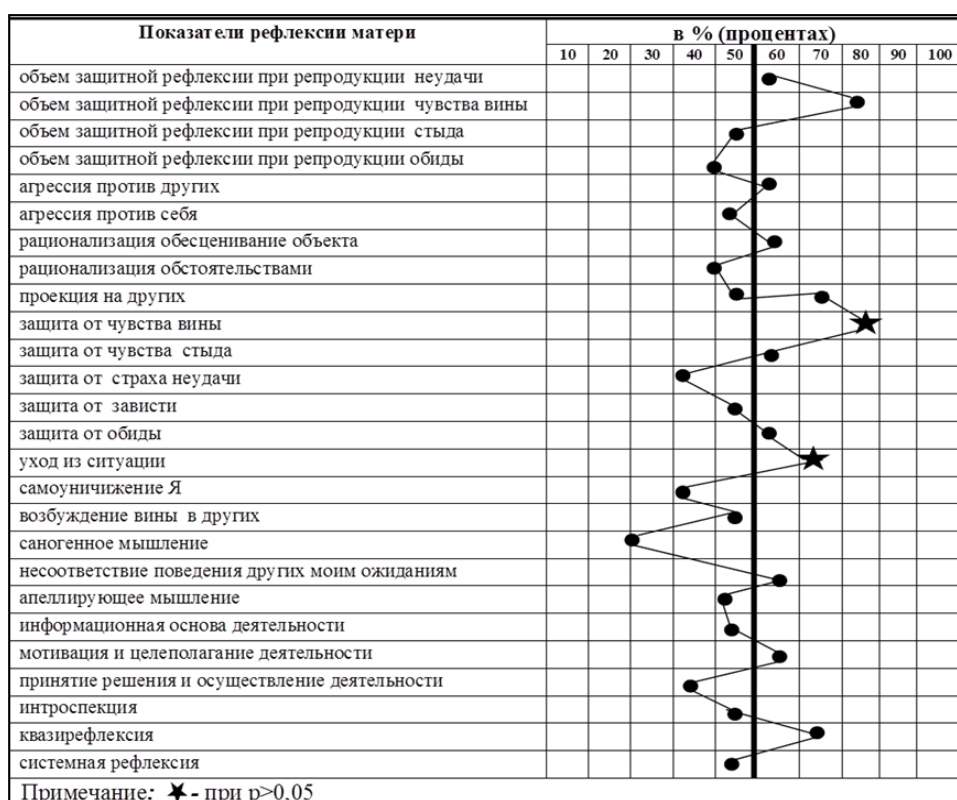 Показатели рефлексии матери
в % (процентах)
10 20 30 40 50 60 70 80 90 100
объем защитной рефлексии при репродукции неудачи
объем защитной рефлексии при репродукции чувства вины
объем защитной рефлексии при репродукции стыда
объем защитной рефлексии при репродукции обиды
агрессия против других
агрессия против себя
рационализация обесценивание объекта
рационализация обстоятельствами
проекция на других
защита от чувства вины
защита от чувства стыда
защита от страха неудачи
защита от зависти
защита от обиды
уход из ситуации
самоуничижение Я
возбуждение вины в других
саногенное мышление
несоответствие поведения других моим ожиданиям
апеллирующее мышление
информационная основа деятельности
мотивация и целеполагание деятельности
принятие решения и осуществление деятельности
интроспекция
квазирефлексия
системная рефлексия
Примечание: ★- при р>0,05